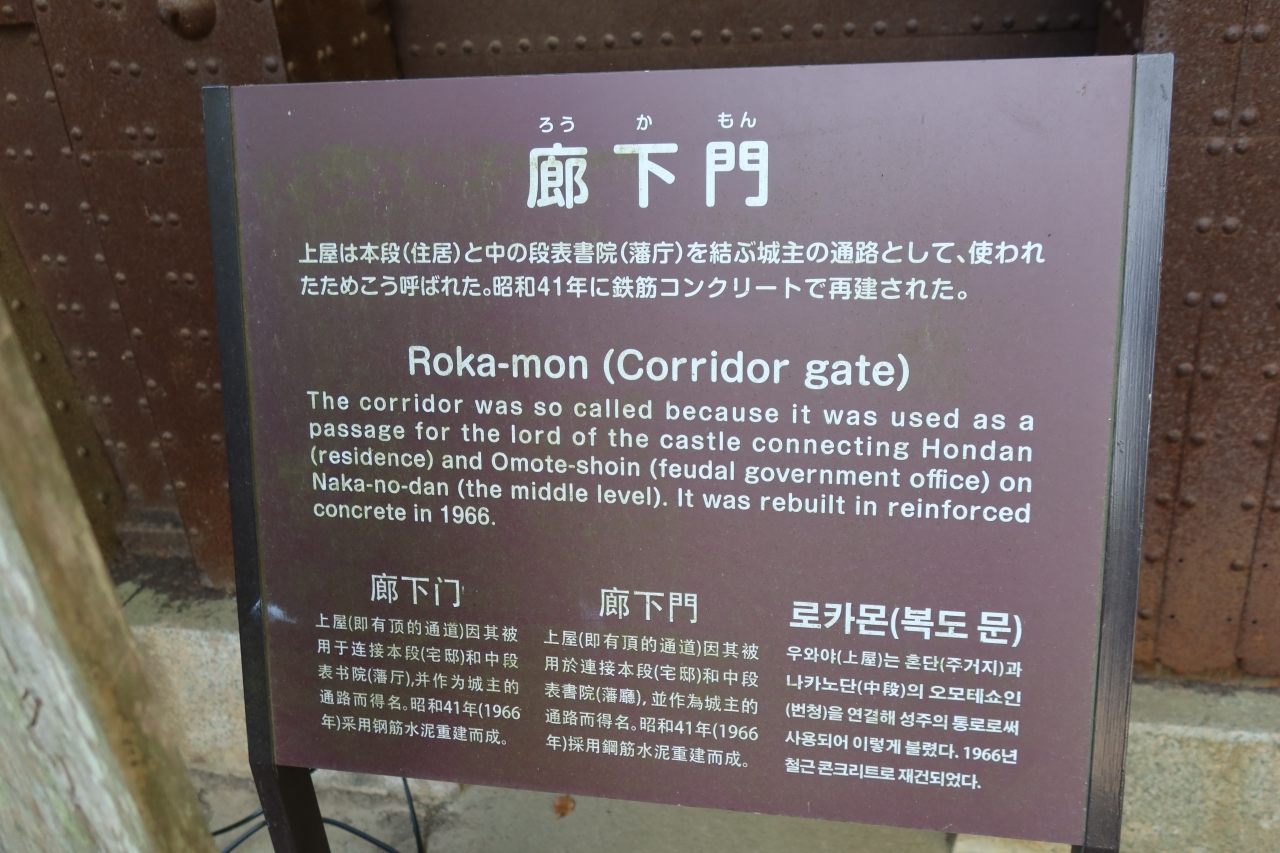 ろう か もん
廊下門
上屋は本段(住居)と中の段表書院(藩庁)を結ぶ城主の通路として、使われ
たためこう呼ばれた。昭和41年に鉄筋コンクリートで再建された。
Roka-mon (Corridor gate)
The corridor was so called because it was used as a
passage for the lord of the castle connecting Hondan
(residence) and Omote-shoin (feudal government office) on
Naka-no-dan (the middle level). It was rebuilt in reinforced
concrete in 1966.
廊下门
上屋(即有顶的通道)因其被
用于连接本段(宅邸)和中段
表书院(藩厅),并作为城主的
通路而得名。昭和41年(1966
年)采用钢筋水泥重建而成。
廊下門
上屋(即有頂的通道)因其被
用於連接本段(宅邸)和中段
表書院(藩廳), 並作為城主的
通路而得名。昭和41年(1966
年)採用鋼筋水泥重建而成。
로카몬(복도 문)
우와야(上屋)는 혼단(주거지)과
나카노단(中段)의 오모테쇼인
(번청)을 연결해 성주의 통로로써
사용되어 이렇게 불렸다. 1966년
철근 콘크리트로 재건되었다.